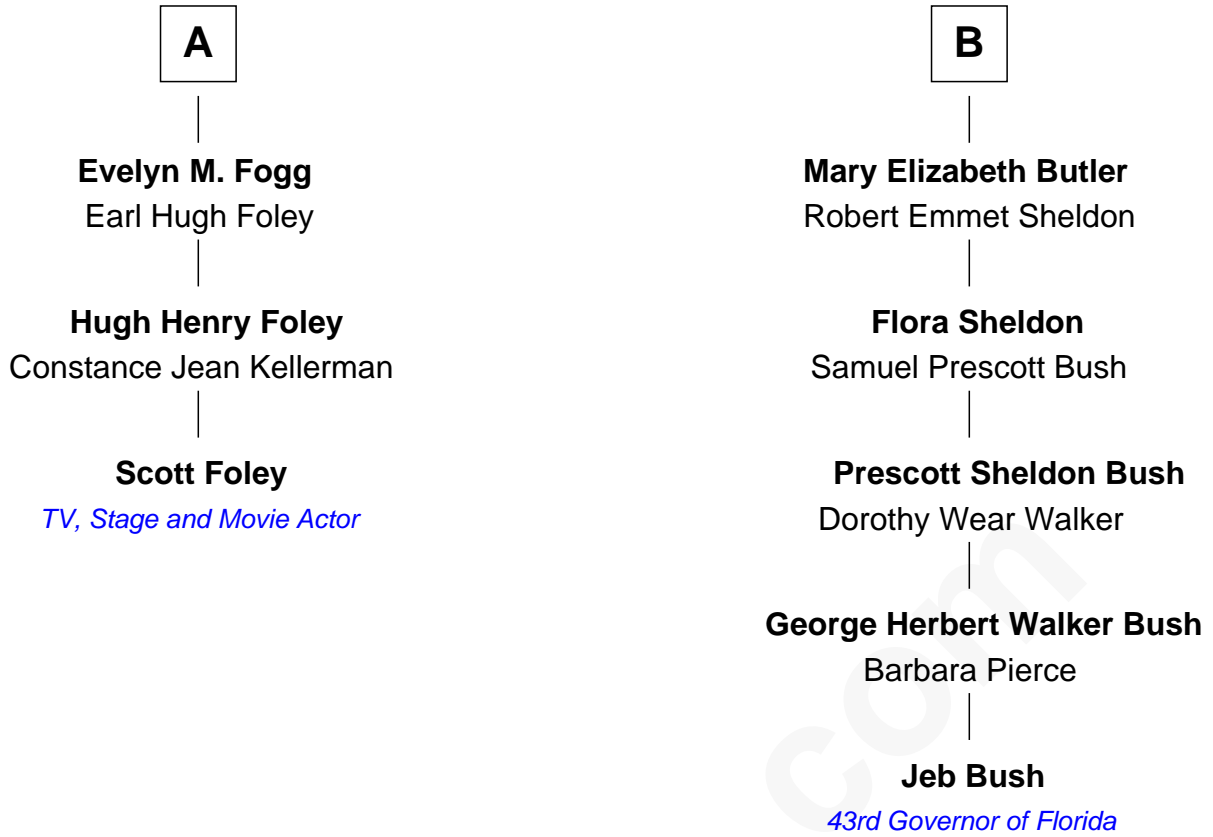 A
Evelyn M. Fogg
Earl Hugh Foley
Hugh Henry Foley
Constance Jean Kellerman
Scott Foley
TV, Stage and Movie Actor
B
Mary Elizabeth Butler
Robert Emmet Sheldon
Flora Sheldon
Samuel Prescott Bush
Prescott Sheldon Bush
Dorothy Wear Walker
George Herbert Walker Bush
Barbara Pierce
Jeb Bush
43rd Governor of Florida
com